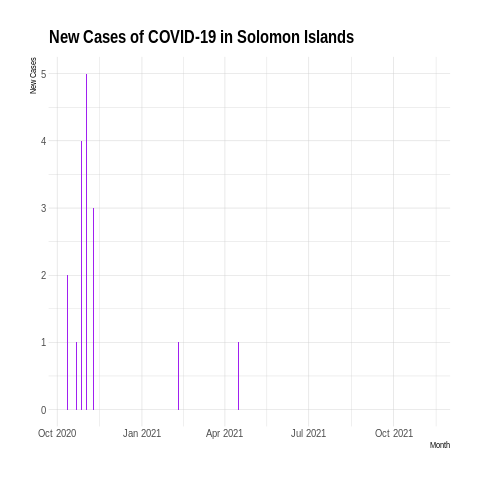 New Cases of COVID-19 in Solomon Islands
New Cases
5
4
3
2
1
0
Oct 2020 Jan 2021 Apr 2021 Jul 2021 Oct 2021
Month